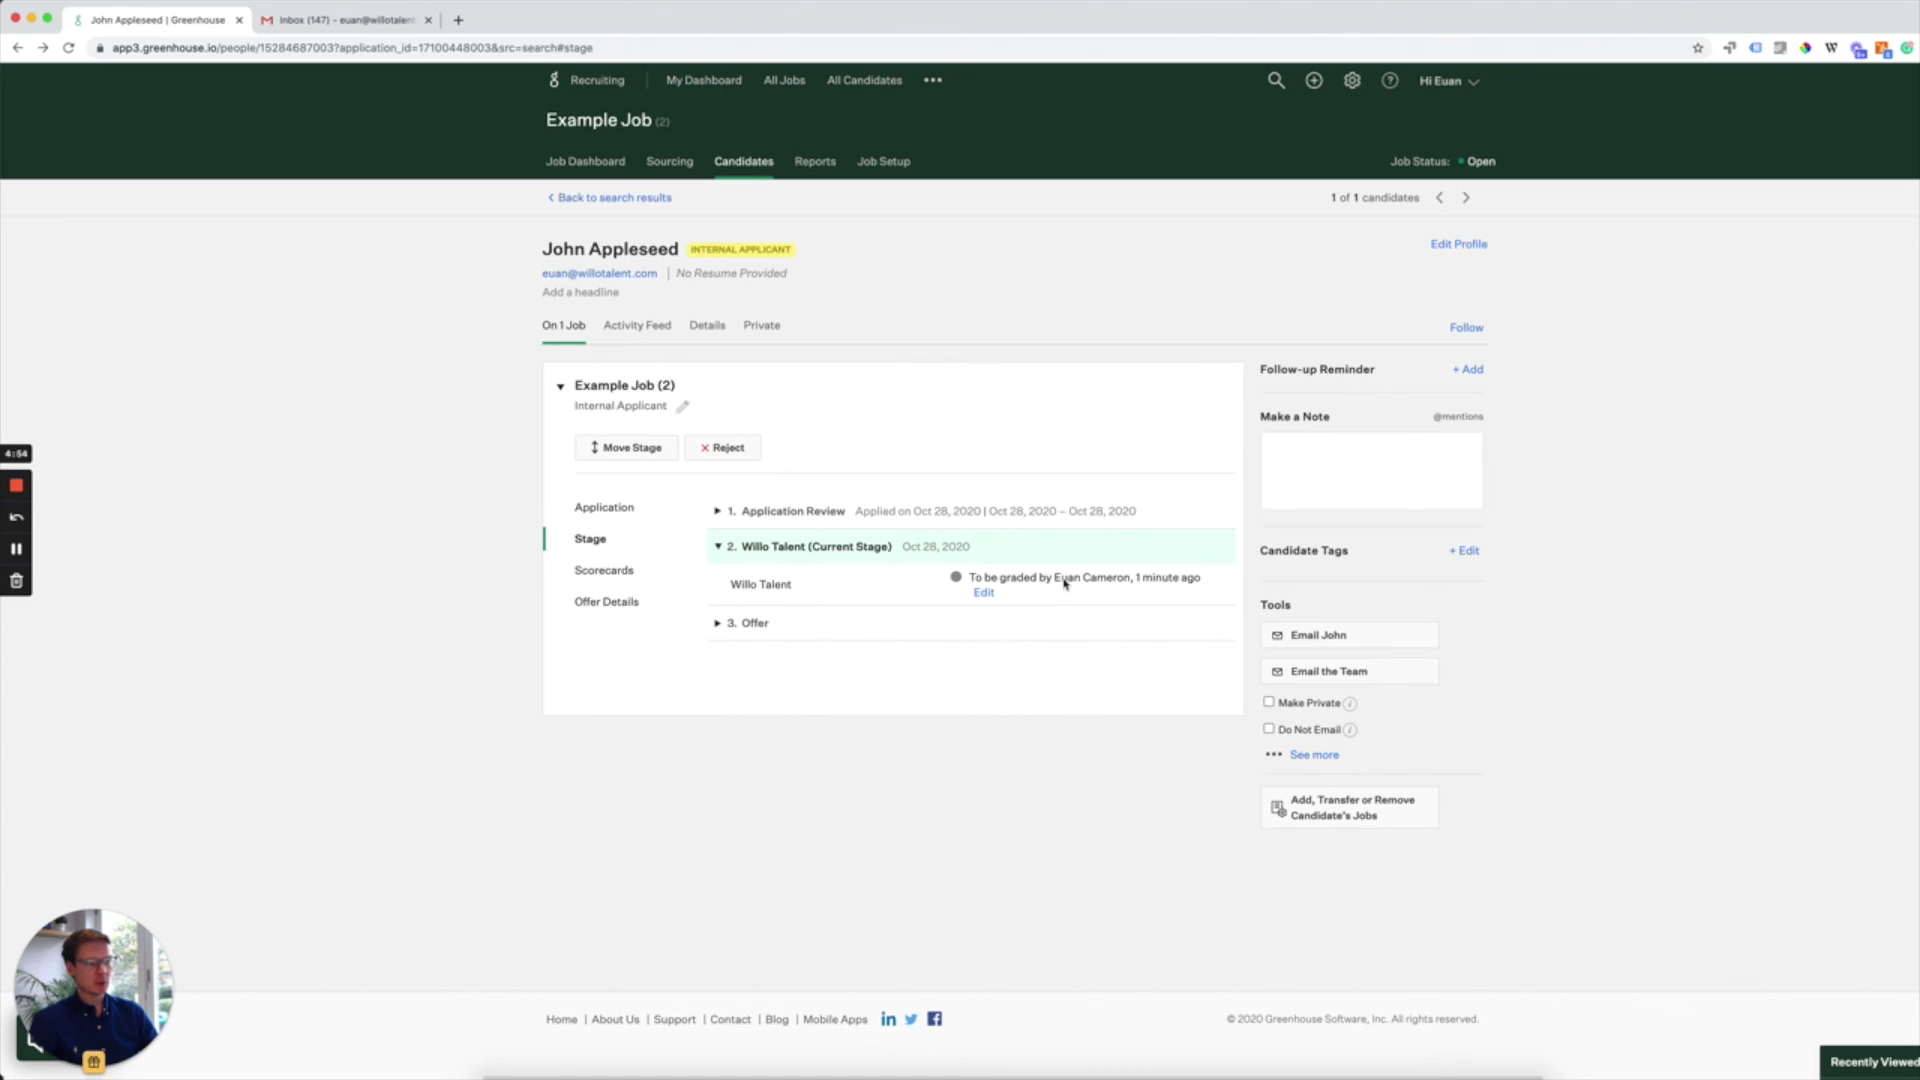 John Appleseed | Greenhouse
Inbox (147) - euan@willotalent
app3.greenhouse.io/people/15284687003?application_id=17100448003&src=search#stage
Recruiting
My Dashboard
All Jobs
All Candidates
Hi Euan
Example Job (2)
Job Dashboard
Sourcing
Candidates
Reports
Job Setup
Job Status: Open
Back to search results
1 of 1 candidates
John Appleseed INTERNAL APPLICANT
Edit Profile
euan@willotalent.com | No Resume Provided
Add a headline
On 1 Job
Activity Feed
Details
Private
Follow
Example Job (2)
Internal Applicant
Move Stage
Reject
Application
Stage
Scorecards
Offer Details
1. Application Review Applied on Oct 28, 2020 | Oct 28, 2020 – Oct 28, 2020
2. Willo Talent (Current Stage) Oct 28, 2020
Willo Talent
To be graded by Euan Cameron, 1 minute ago
Edit
3. Offer
Follow-up Reminder
+ Add
Make a Note
@mentions
Candidate Tags
+ Edit
Tools
Email John
Email the Team
Make Private
Do Not Email
••• See more
Add, Transfer or Remove
Candidate's Jobs
4:54
Home | About Us | Support | Contact | Blog | Mobile Apps
© 2020 Greenhouse Software, Inc. All rights reserved.
Recently Viewed